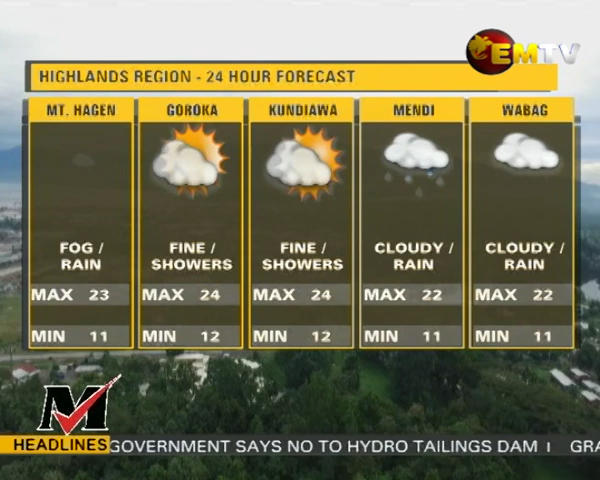 EMTV
HIGHLANDS REGION - 24 HOUR FORECAST
MT. HAGEN
FOG /
RAIN
MAX 23
MIN 11
GOROKA
FINE /
SHOWERS
MAX 24
MIN 12
KUNDIAWA
FINE /
SHOWERS
MAX 24
MIN 12
MENDI
CLOUDY /
RAIN
MAX 22
MIN 11
WABAG
CLOUDY /
RAIN
MAX 22
MIN 11
M
HEADLINES GOVERNMENT SAYS NO TO HYDRO TAILINGS DAM | GRA